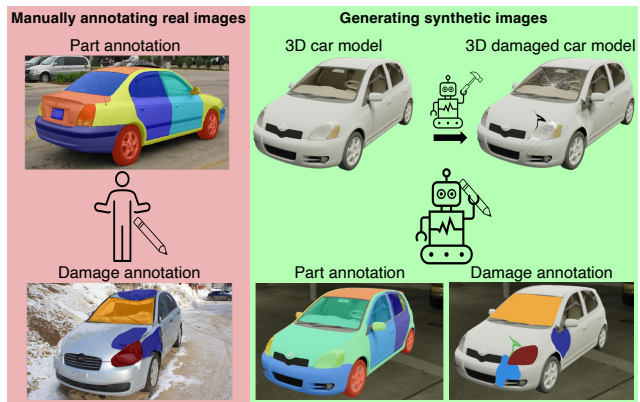 Manually annotating real images
Generating synthetic images
Part annotation
3D car model
3D damaged car model
Damage annotation
Part annotation
Damage annotation